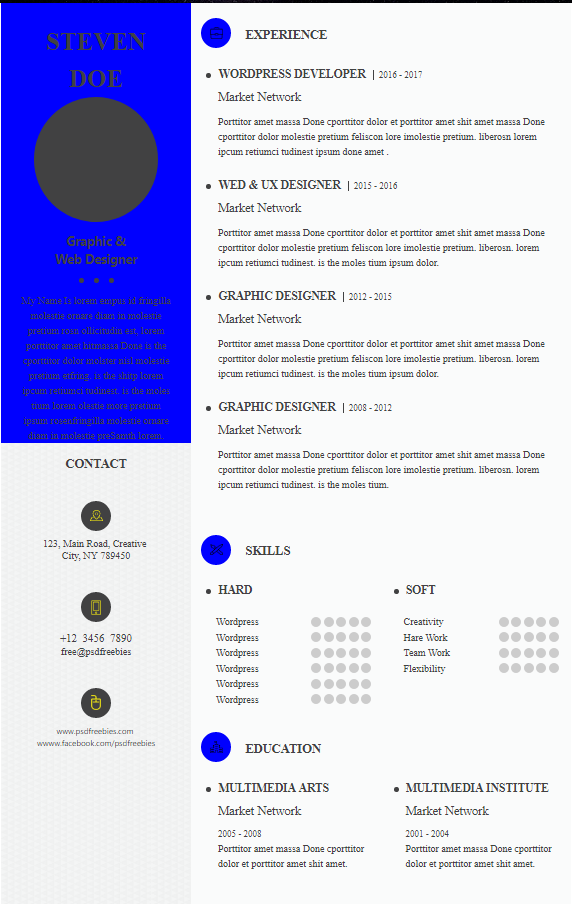 STEVEN
DOE
Graphic &
Web Designer
My Name Is lorem empus id fringilla
molestie ornare diam in molestie
pretium rosn ollicitudin est, lorem
porttitor amet hitmassa Done is the
cporttitor dolor molster nisl molestie
pretium etfring. is the shitp lorem
ipcum retiumci tudinest. is the moles
tium lorem olestie more pretium
ipsum rosenfringilla molestie ornare
diam in molestie preSamth lorem.
CONTACT
123, Main Road, Creative
City, NY 789450
+12 3456 7890
free@psdfreebies
www.psdfreebies.com
wwww.facebook.com/psdfreebies
EXPERIENCE
WORDPRESS DEVELOPER | 2016 - 2017
Market Network
Porttitor amet massa Done cporttitor dolor et porttitor amet shit amet massa Done
cporttitor dolor molestie pretium feliscon lore imolestie pretium. liberosn lorem
ipcum retiumci tudinest ipsum done amet .
WED & UX DESIGNER | 2015 - 2016
Market Network
Porttitor amet massa Done cporttitor dolor et porttitor amet shit amet massa Done
cporttitor dolor molestie pretium feliscon lore imolestie pretium. liberosn. lorem
ipcum retiumci tudinest. is the moles tium ipsum dolor.
GRAPHIC DESIGNER | 2012 - 2015
Market Network
Porttitor amet massa Done cporttitor dolor et porttitor amet shit amet massa Done
cporttitor dolor molestie pretium feliscon lore imolestie pretium. liberosn. lorem
ipcum retiumci tudinest. is the moles tium ipsum dolor.
GRAPHIC DESIGNER | 2008 - 2012
Market Network
Porttitor amet massa Done cporttitor dolor et porttitor amet shit amet massa Done
cporttitor dolor molestie pretium feliscon lore imolestie pretium. liberosn. lorem
ipcum retiumci tudinest. is the moles tium.
SKILLS
HARD
Wordpress
Wordpress
Wordpress
Wordpress
Wordpress
Wordpress
SOFT
Creativity
Hare Work
Team Work
Flexibility
EDUCATION
MULTIMEDIA ARTS
Market Network
2005 - 2008
Porttitor amet massa Done cporttitor
dolor et porttitor amet shit amet.
MULTIMEDIA INSTITUTE
Market Network
2001 - 2004
Porttitor amet massa Done cporttitor
dolor et porttitor amet shit amet.